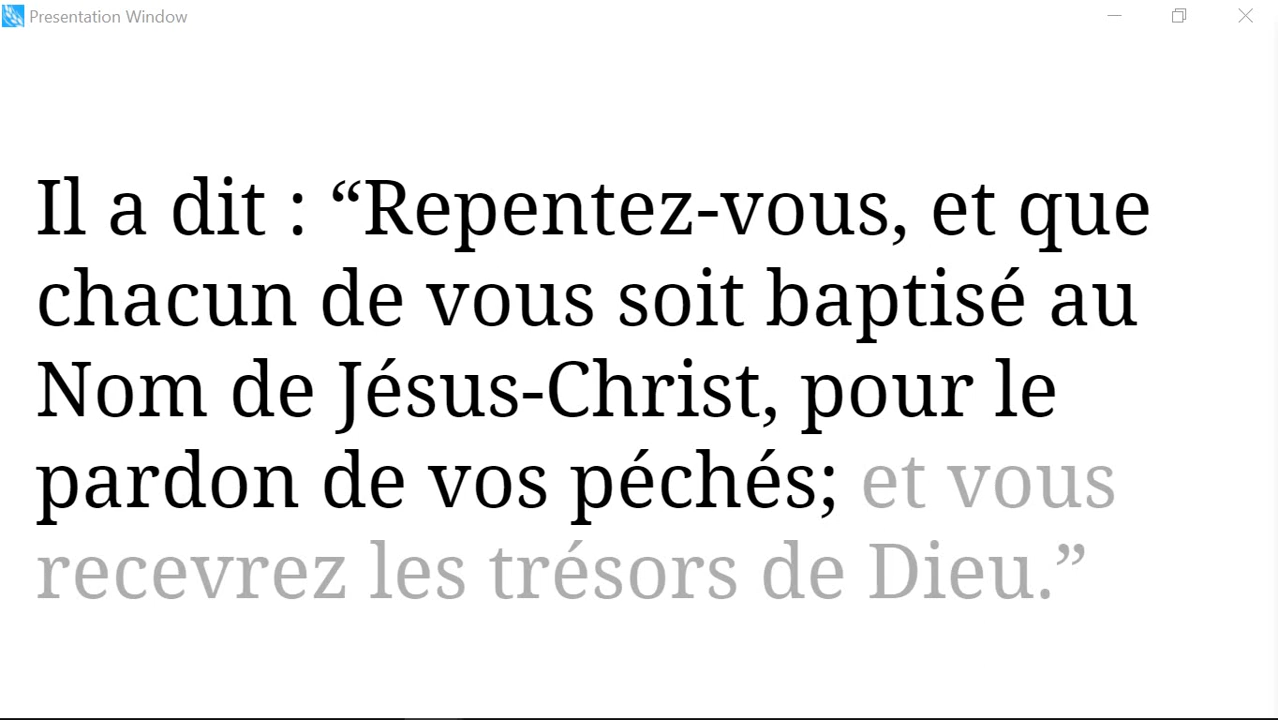 Presentation Window
Il a dit : “Repentez-vous, et que
chacun de vous soit baptisé au
Nom de Jésus-Christ, pour le
pardon de vos péchés; et vous
recevrez les trésors de Dieu.”